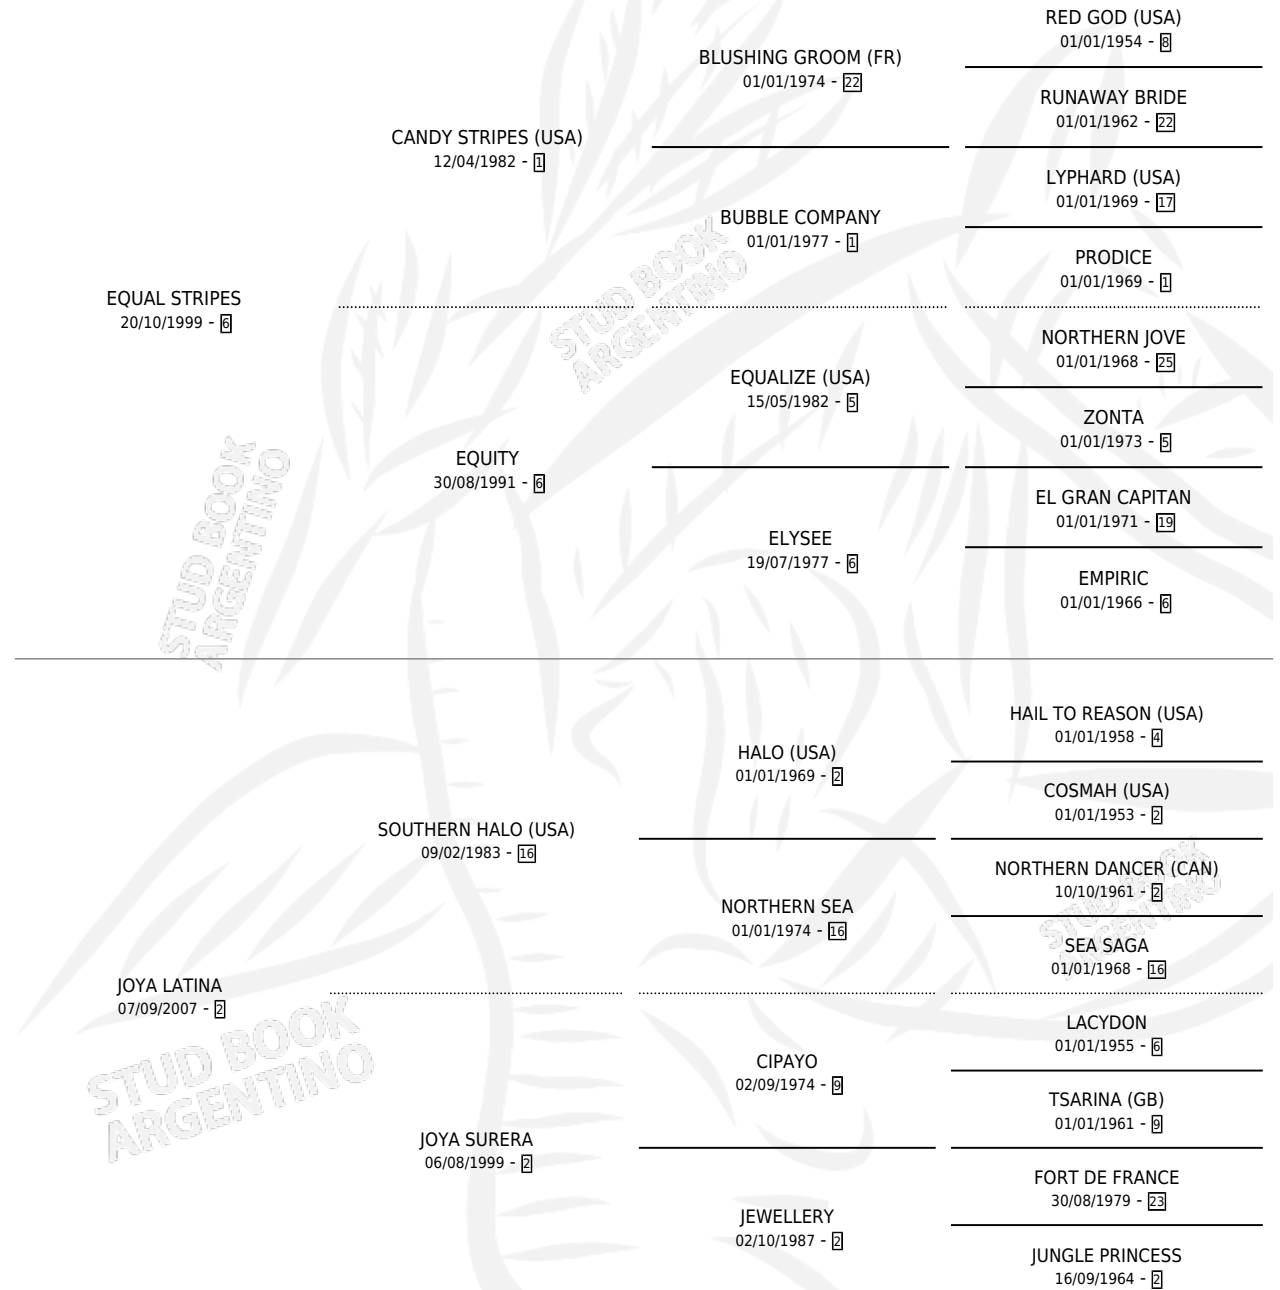 RED GOD (USA)
01/01/1954 - 8
BLUSHING GROOM (FR)
01/01/1974 - 22
RUNAWAY BRIDE
01/01/1962 - 22
CANDY STRIPES (USA)
12/04/1982 - 1
LYPHARD (USA)
01/01/1969 - 17
BUBBLE COMPANY
01/01/1977 - 1
PRODICE
01/01/1969 - 1
EQUAL STRIPES
20/10/1999 - 6
NORTHERN JOVE
01/01/1968 - 25
EQUALIZE (USA)
15/05/1982 - 5
ZONTA
01/01/1973 - 5
EQUITY
30/08/1991 - 6
EL GRAN CAPITAN
01/01/1971 - 19
ELYSEE
19/07/1977 - 6
EMPIRIC
01/01/1966 - 6
STUD BOOK
ARGENTINO
STUD BOOK
ARGENTINO
HAIL TO REASON (USA)
01/01/1958 - 4
HALO (USA)
01/01/1969 - 2
COSMAH (USA)
01/01/1953 - 2
SOUTHERN HALO (USA)
09/02/1983 - 16
NORTHERN DANCER (CAN)
10/10/1961 - 2
NORTHERN SEA
01/01/1974 - 16
SEA SAGA
01/01/1968 - 16
STUD BOOK
ARGENTINO
JOYA LATINA
07/09/2007 - 2
LACYDON
01/01/1955 - 6
CIPAYO
02/09/1974 - 9
TSARINA (GB)
01/01/1961 - 9
JOYA SURERA
06/08/1999 - 2
FORT DE FRANCE
30/08/1979 - 23
JEWELLERY
02/10/1987 - 2
JUNGLE PRINCESS
16/09/1964 - 2
STUD BOOK
ARGENTINO